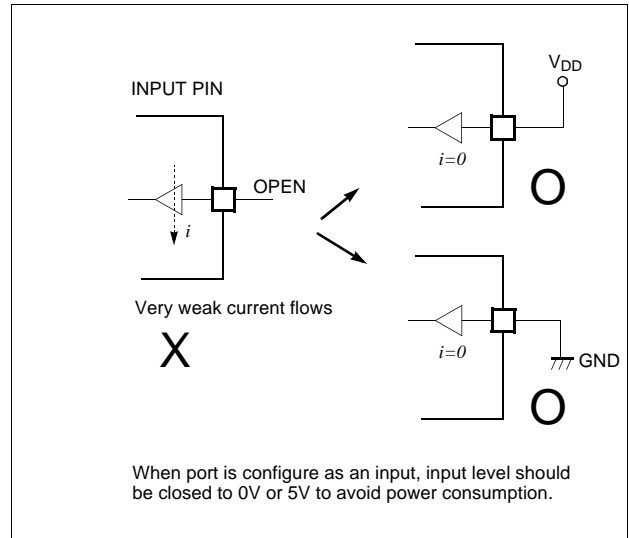 INPUT PIN
OPEN
i
Very weak current flows
X
VDD
i=0
O
i=0
GND
O
When port is configure as an input, input level should
be closed to 0V or 5V to avoid power consumption.